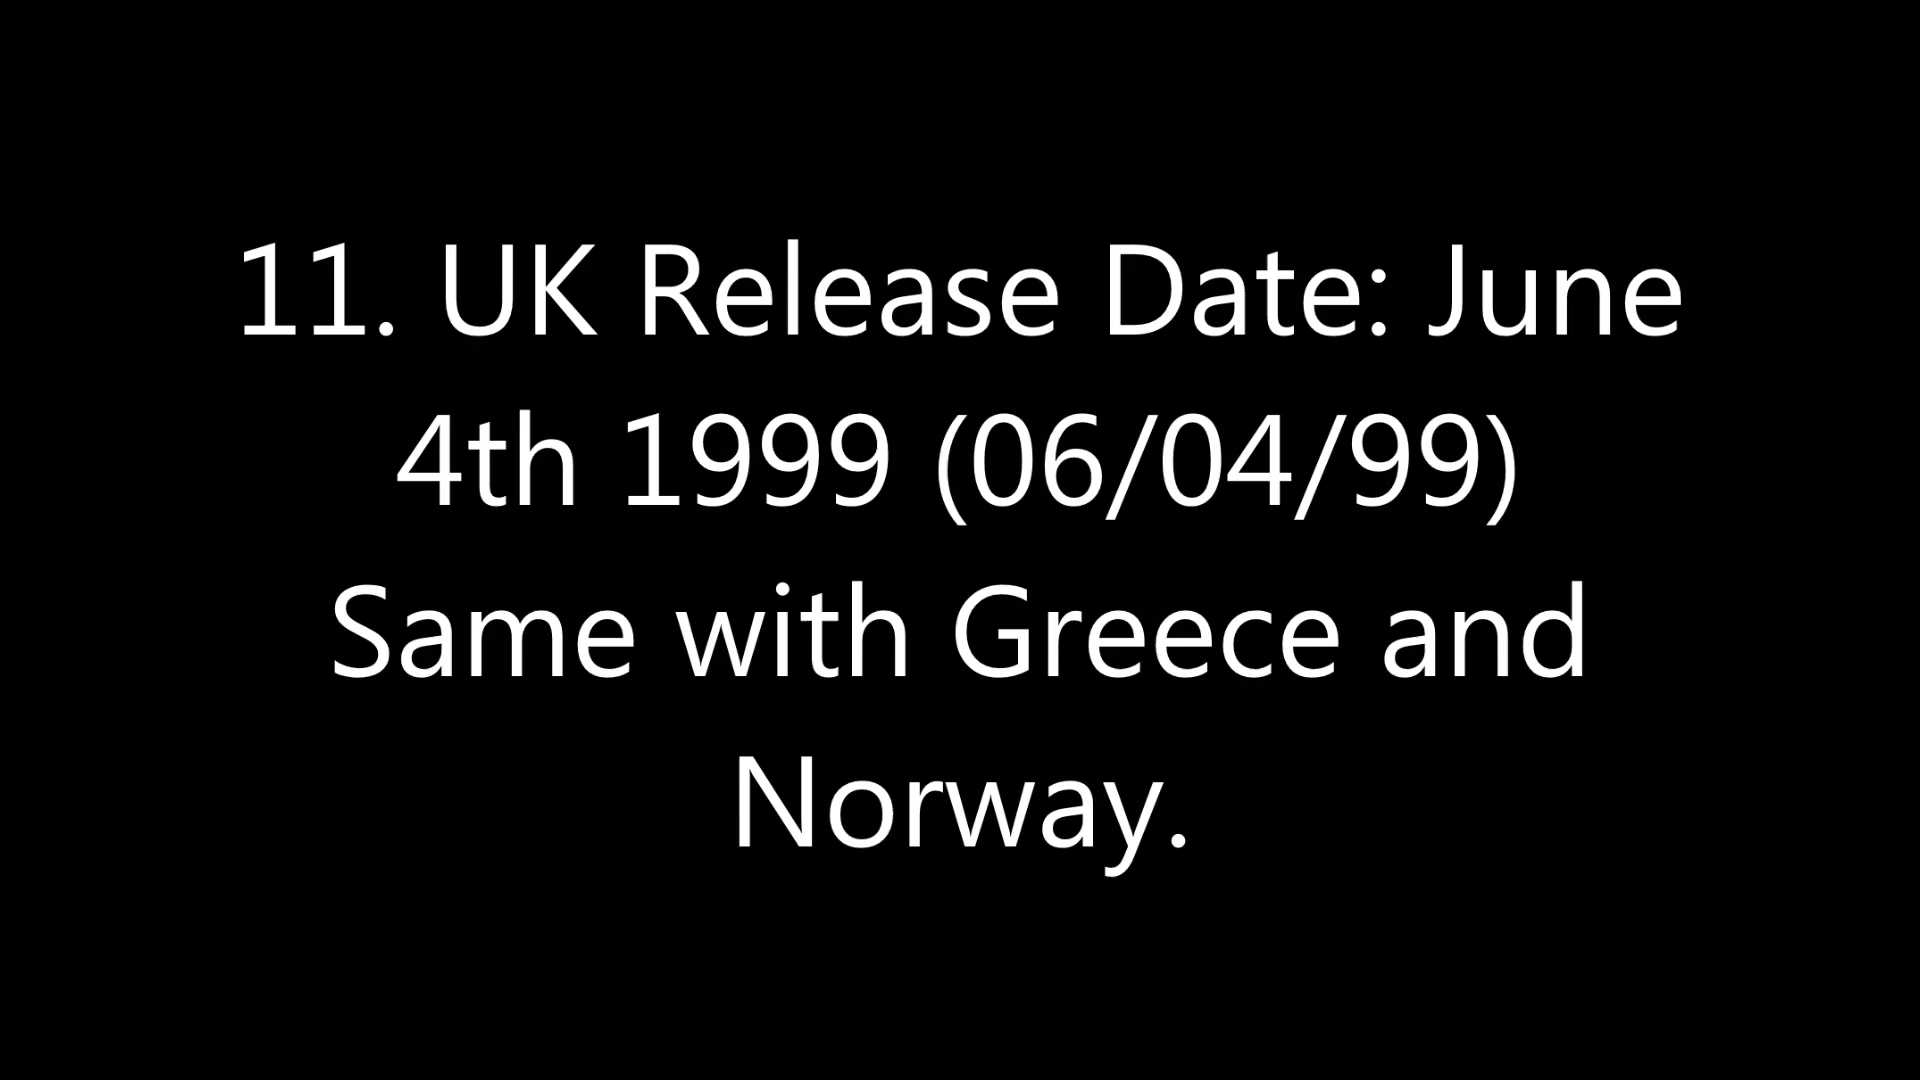 11. UK Release Date: June
4th 1999 (06/04/99)
Same with Greece and
Norway.